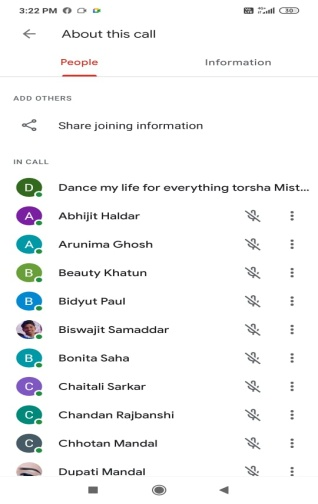 3:22 PM
30
About this call
People Information
ADD OTHERS
Share joining information
IN CALL
D Dance my life for everything torsha Mist...
A Abhijit Haldar
A Arunima Ghosh
B Beauty Khatun
B Bidyut Paul
Biswajit Samaddar
B Bonita Saha
C Chaitali Sarkar
C Chandan Rajbanshi
C Chhotan Mandal
Dupati Mandal